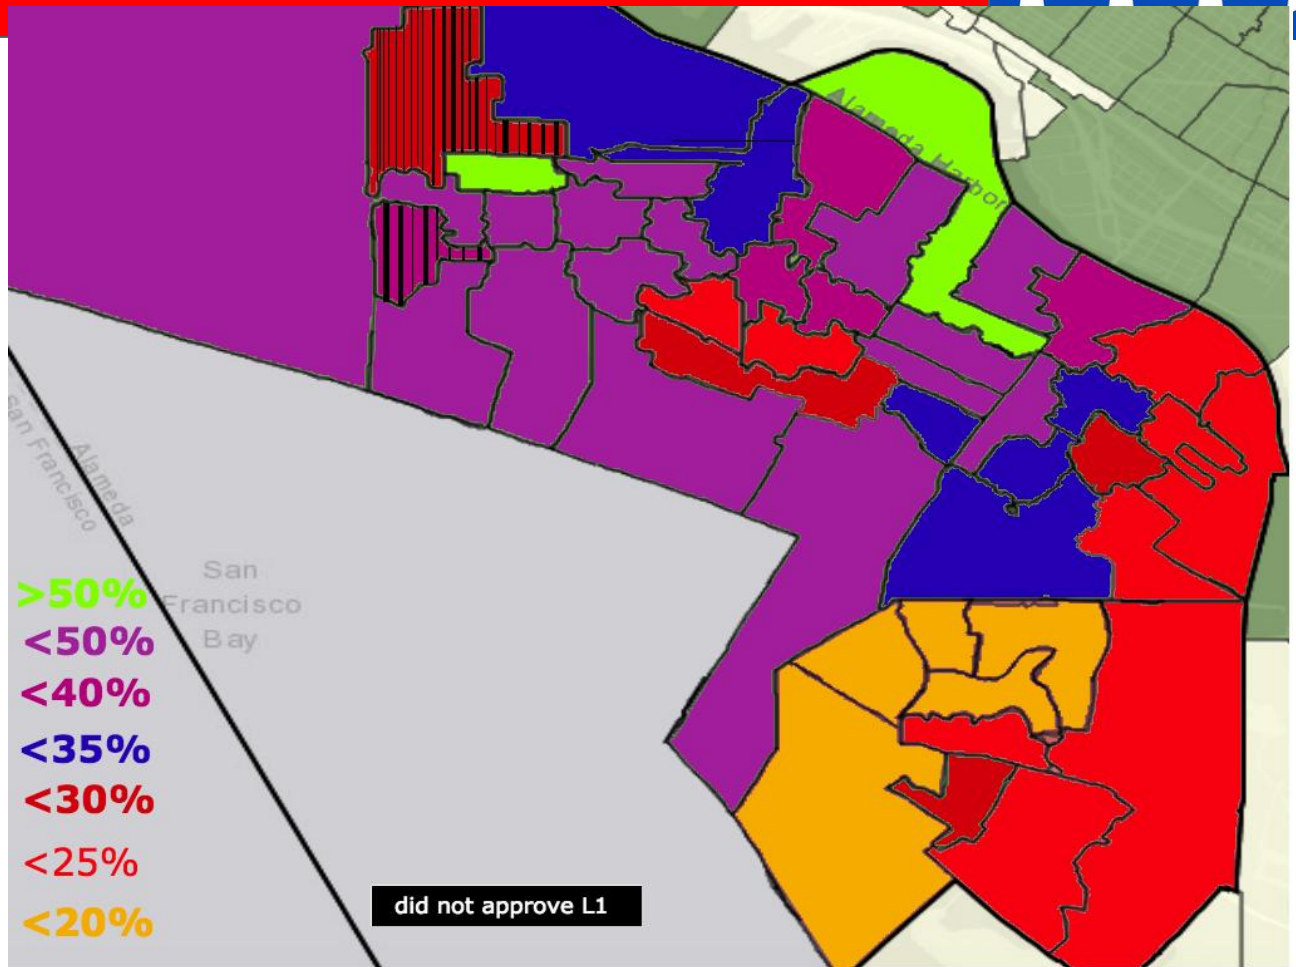 Alameda Harbor
San Francisco
Alameda
San
Francisco
Bay
>50%
<50%
<40%
<35%
<30%
<25%
<20%
did not approve L1